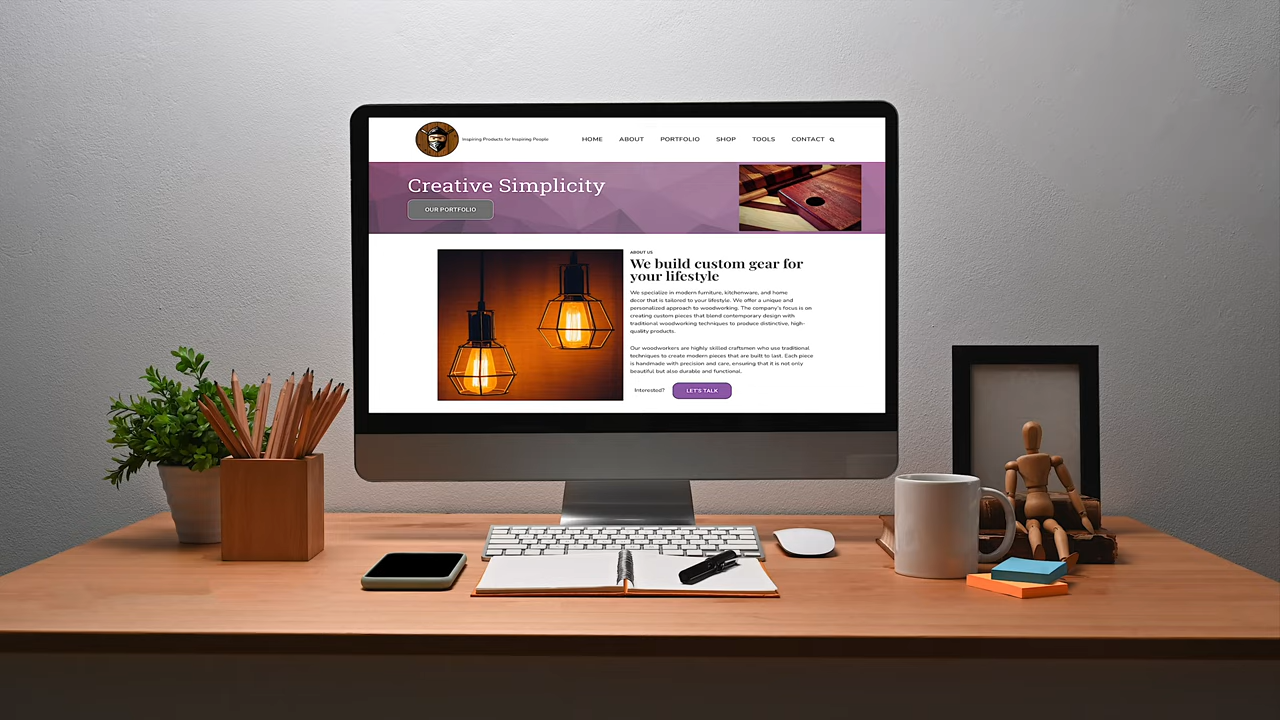 Inspiring Products for Inspiring People
HOME ABOUT PORTFOLIO SHOP TOOLS CONTACT
Creative Simplicity
OUR PORTFOLIO
ABOUT US
We build custom gear for
your lifestyle
We specialize in modern furniture, kitchenware, and home
decor that is tailored to your lifestyle. We offer a unique and
personalized approach to woodworking. The company's focus is on
creating custom pieces that blend contemporary design with
traditional woodworking techniques to produce distinctive, high-
quality products.
Our woodworkers are highly skilled craftsmen who use traditional
techniques to create modern pieces that are built to last. Each piece
is handmade with precision and care, ensuring that it is not only
beautiful but also durable and functional.
Interested? LET'S TALK